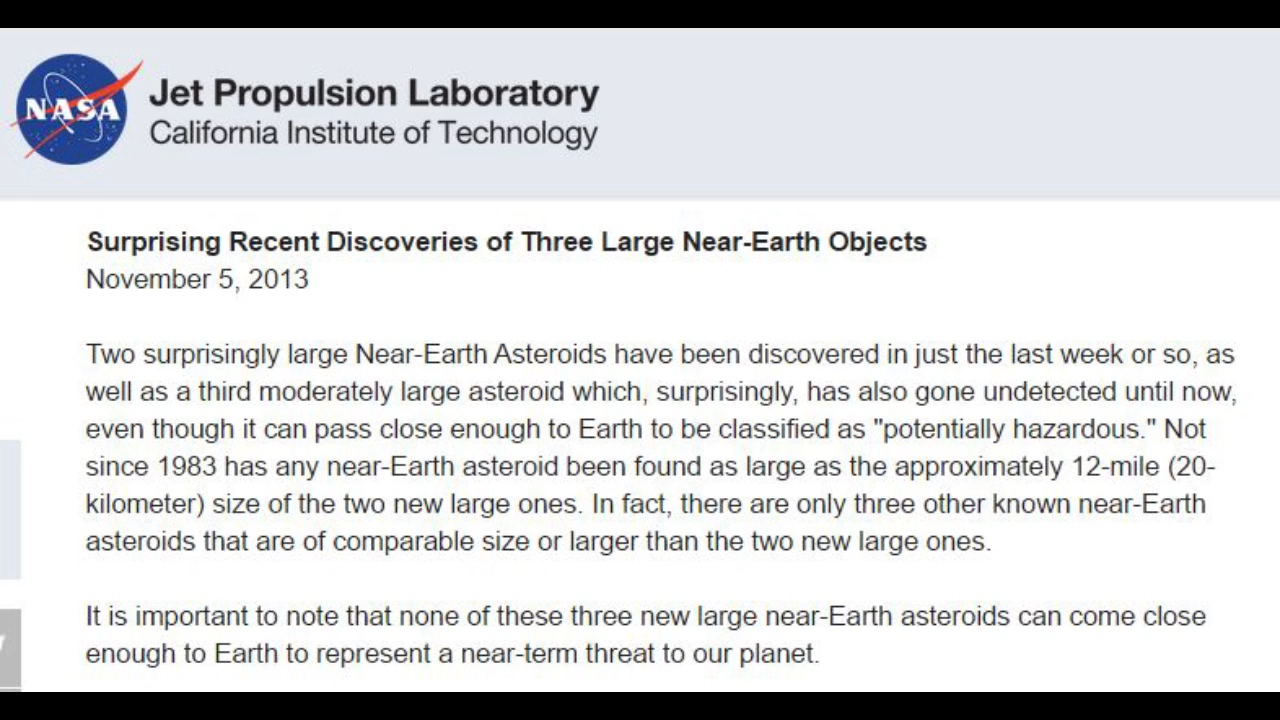 NASA
Jet Propulsion Laboratory
California Institute of Technology
Surprising Recent Discoveries of Three Large Near-Earth Objects
November 5, 2013
Two surprisingly large Near-Earth Asteroids have been discovered in just the last week or so, as
well as a third moderately large asteroid which, surprisingly, has also gone undetected until now,
even though it can pass close enough to Earth to be classified as "potentially hazardous." Not
since 1983 has any near-Earth asteroid been found as large as the approximately 12-mile (20-
kilometer) size of the two new large ones. In fact, there are only three other known near-Earth
asteroids that are of comparable size or larger than the two new large ones.
It is important to note that none of these three new large near-Earth asteroids can come close
enough to Earth to represent a near-term threat to our planet.